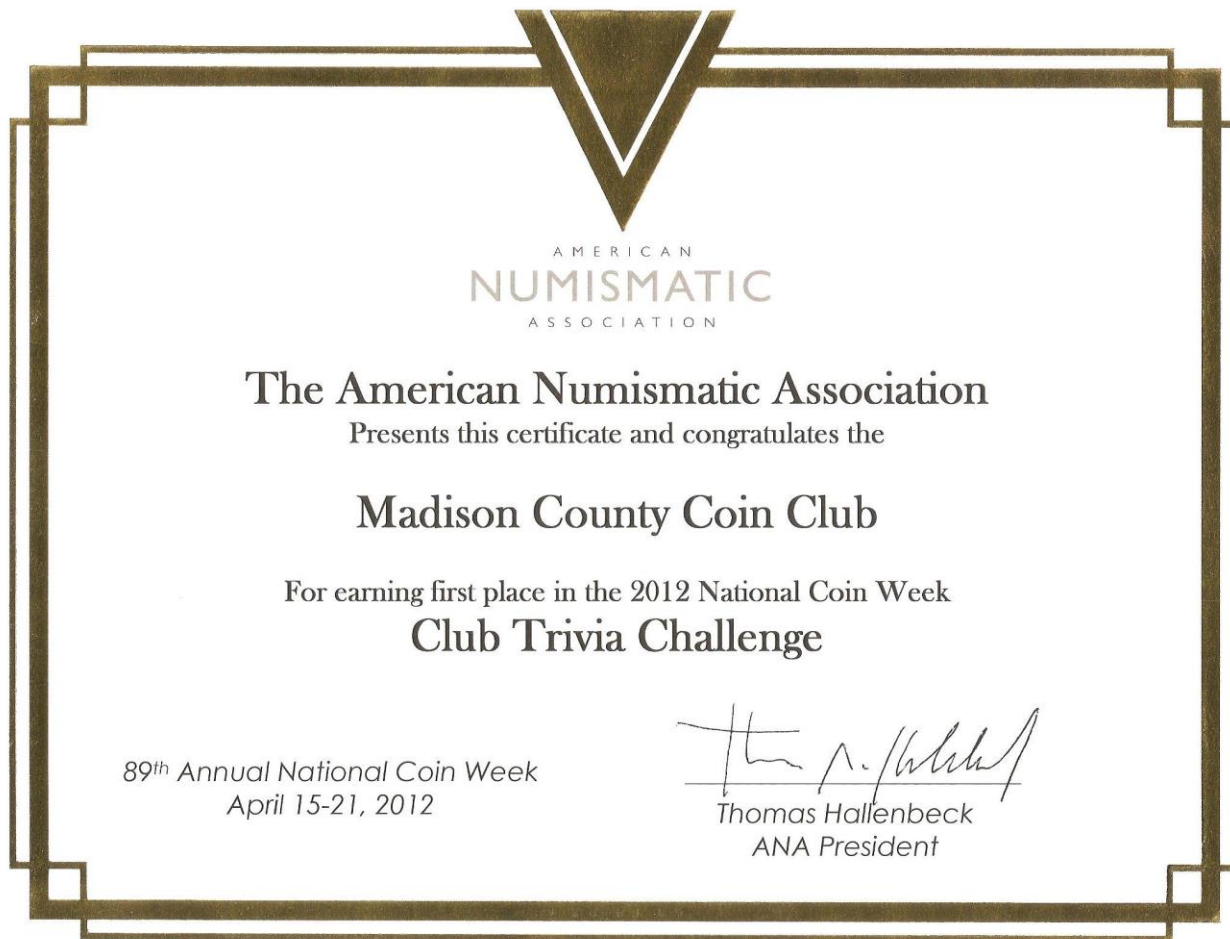 AMERICAN
NUMISMATIC
ASSOCIATION
The American Numismatic Association
Presents this certificate and congratulates the
Madison County Coin Club
For earning first place in the 2012 National Coin Week
Club Trivia Challenge
89th Annual National Coin Week
April 15-21, 2012
Thomas Hallenbeck
ANA President